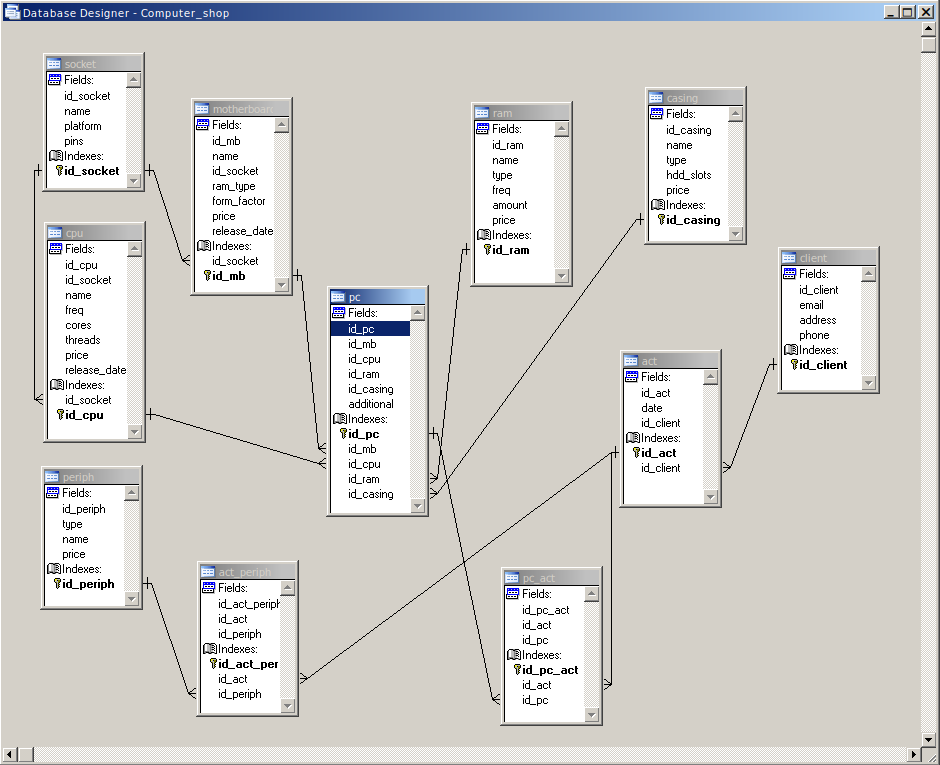 Database Designer - Computer_shop
socket
Fields:
id_socket
name
platform
pins
Indexes:
id_socket
motherboar
Fields:
id_mb
name
id_socket
ram_type
form_factor
price
release_date
Indexes:
id_socket
id_mb
ram
Fields:
id_ram
name
type
freq
amount
price
Indexes:
id_ram
casing
Fields:
id_casing
name
type
hdd_slots
price
Indexes:
id_casing
cpu
Fields:
id_cpu
id_socket
name
freq
cores
threads
price
release_date
Indexes:
id_socket
id_cpu
pc
Fields:
id_pc
id_mb
id_cpu
id_ram
id_casing
additional
Indexes:
id_pc
id_mb
id_cpu
id_ram
id_casing
client
Fields:
id_client
email
address
phone
Indexes:
id_client
act
Fields:
id_act
date
id_client
Indexes:
id_act
id_client
periph
Fields:
id_periph
type
name
price
Indexes:
id_periph
act_periph
Fields:
id_act_periph
id_act
id_periph
Indexes:
id_act_per
id_act
id_periph
pc_act
Fields:
id_pc_act
id_act
id_pc
Indexes:
id_pc_act
id_act
id_pc